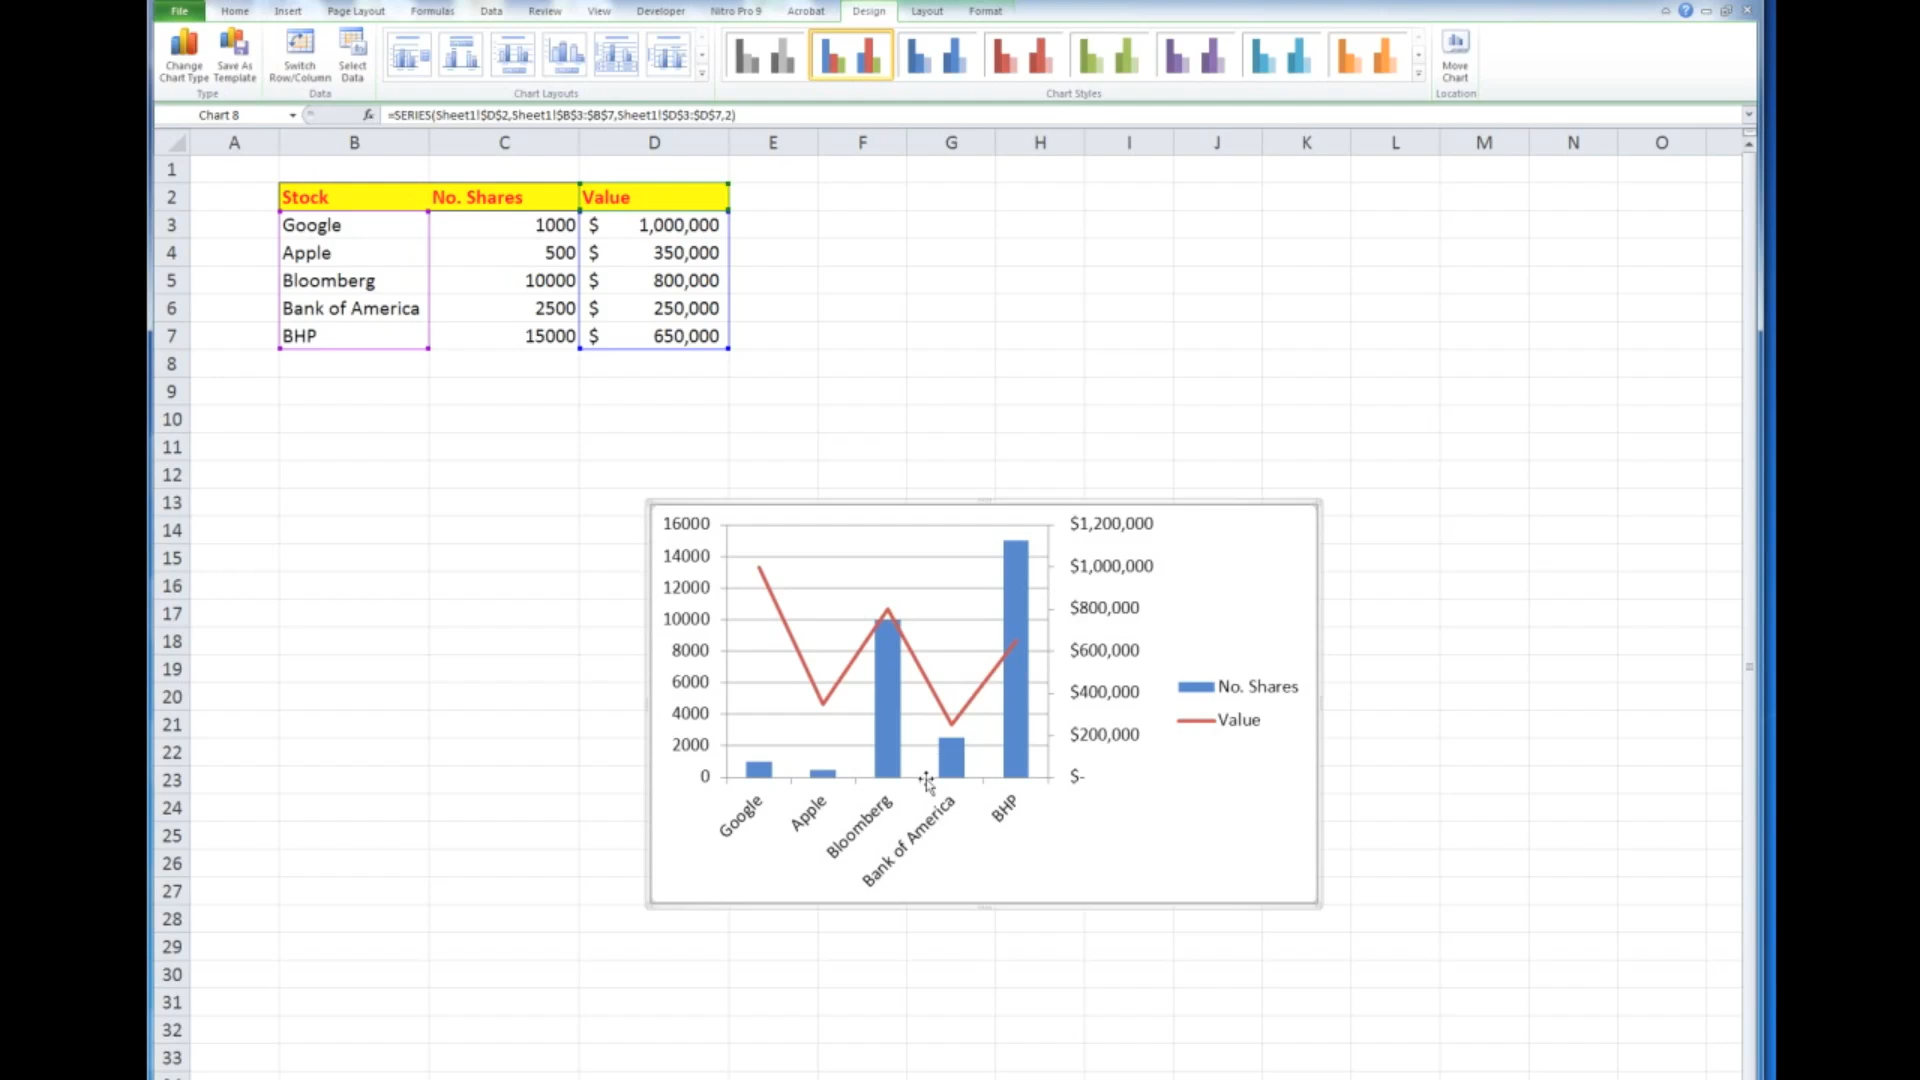 File Home Insert Page Layout Formulas Data Review View Developer Nitro Pro 9 Acrobat Design Layout Format
Change Chart Type
Save As Template
Switch Row/Column
Select Data
Move Chart
Type Data Chart Layouts Chart Styles Location
Chart 8 fx =SERIES(Sheet1!$D$2,Sheet1!$B$3:$B$7,Sheet1!$D$3:$D$7,2)
A B C D E F G H I J K L M N O
1
2 Stock No. Shares Value
3 Google 1000 $ 1,000,000
4 Apple 500 $ 350,000
5 Bloomberg 10000 $ 800,000
6 Bank of America 2500 $ 250,000
7 BHP 15000 $ 650,000
8
9
10
11
12
13
14
15
16
17
18
19
20
21
22
23
24
25
26
27
28
29
30
31
32
33
16000 $1,200,000
14000 $1,000,000
12000
10000 $800,000
8000 $600,000
6000 $400,000
4000
2000 $200,000
0 $-
No. Shares
Value
Google Apple Bloomberg Bank of America BHP